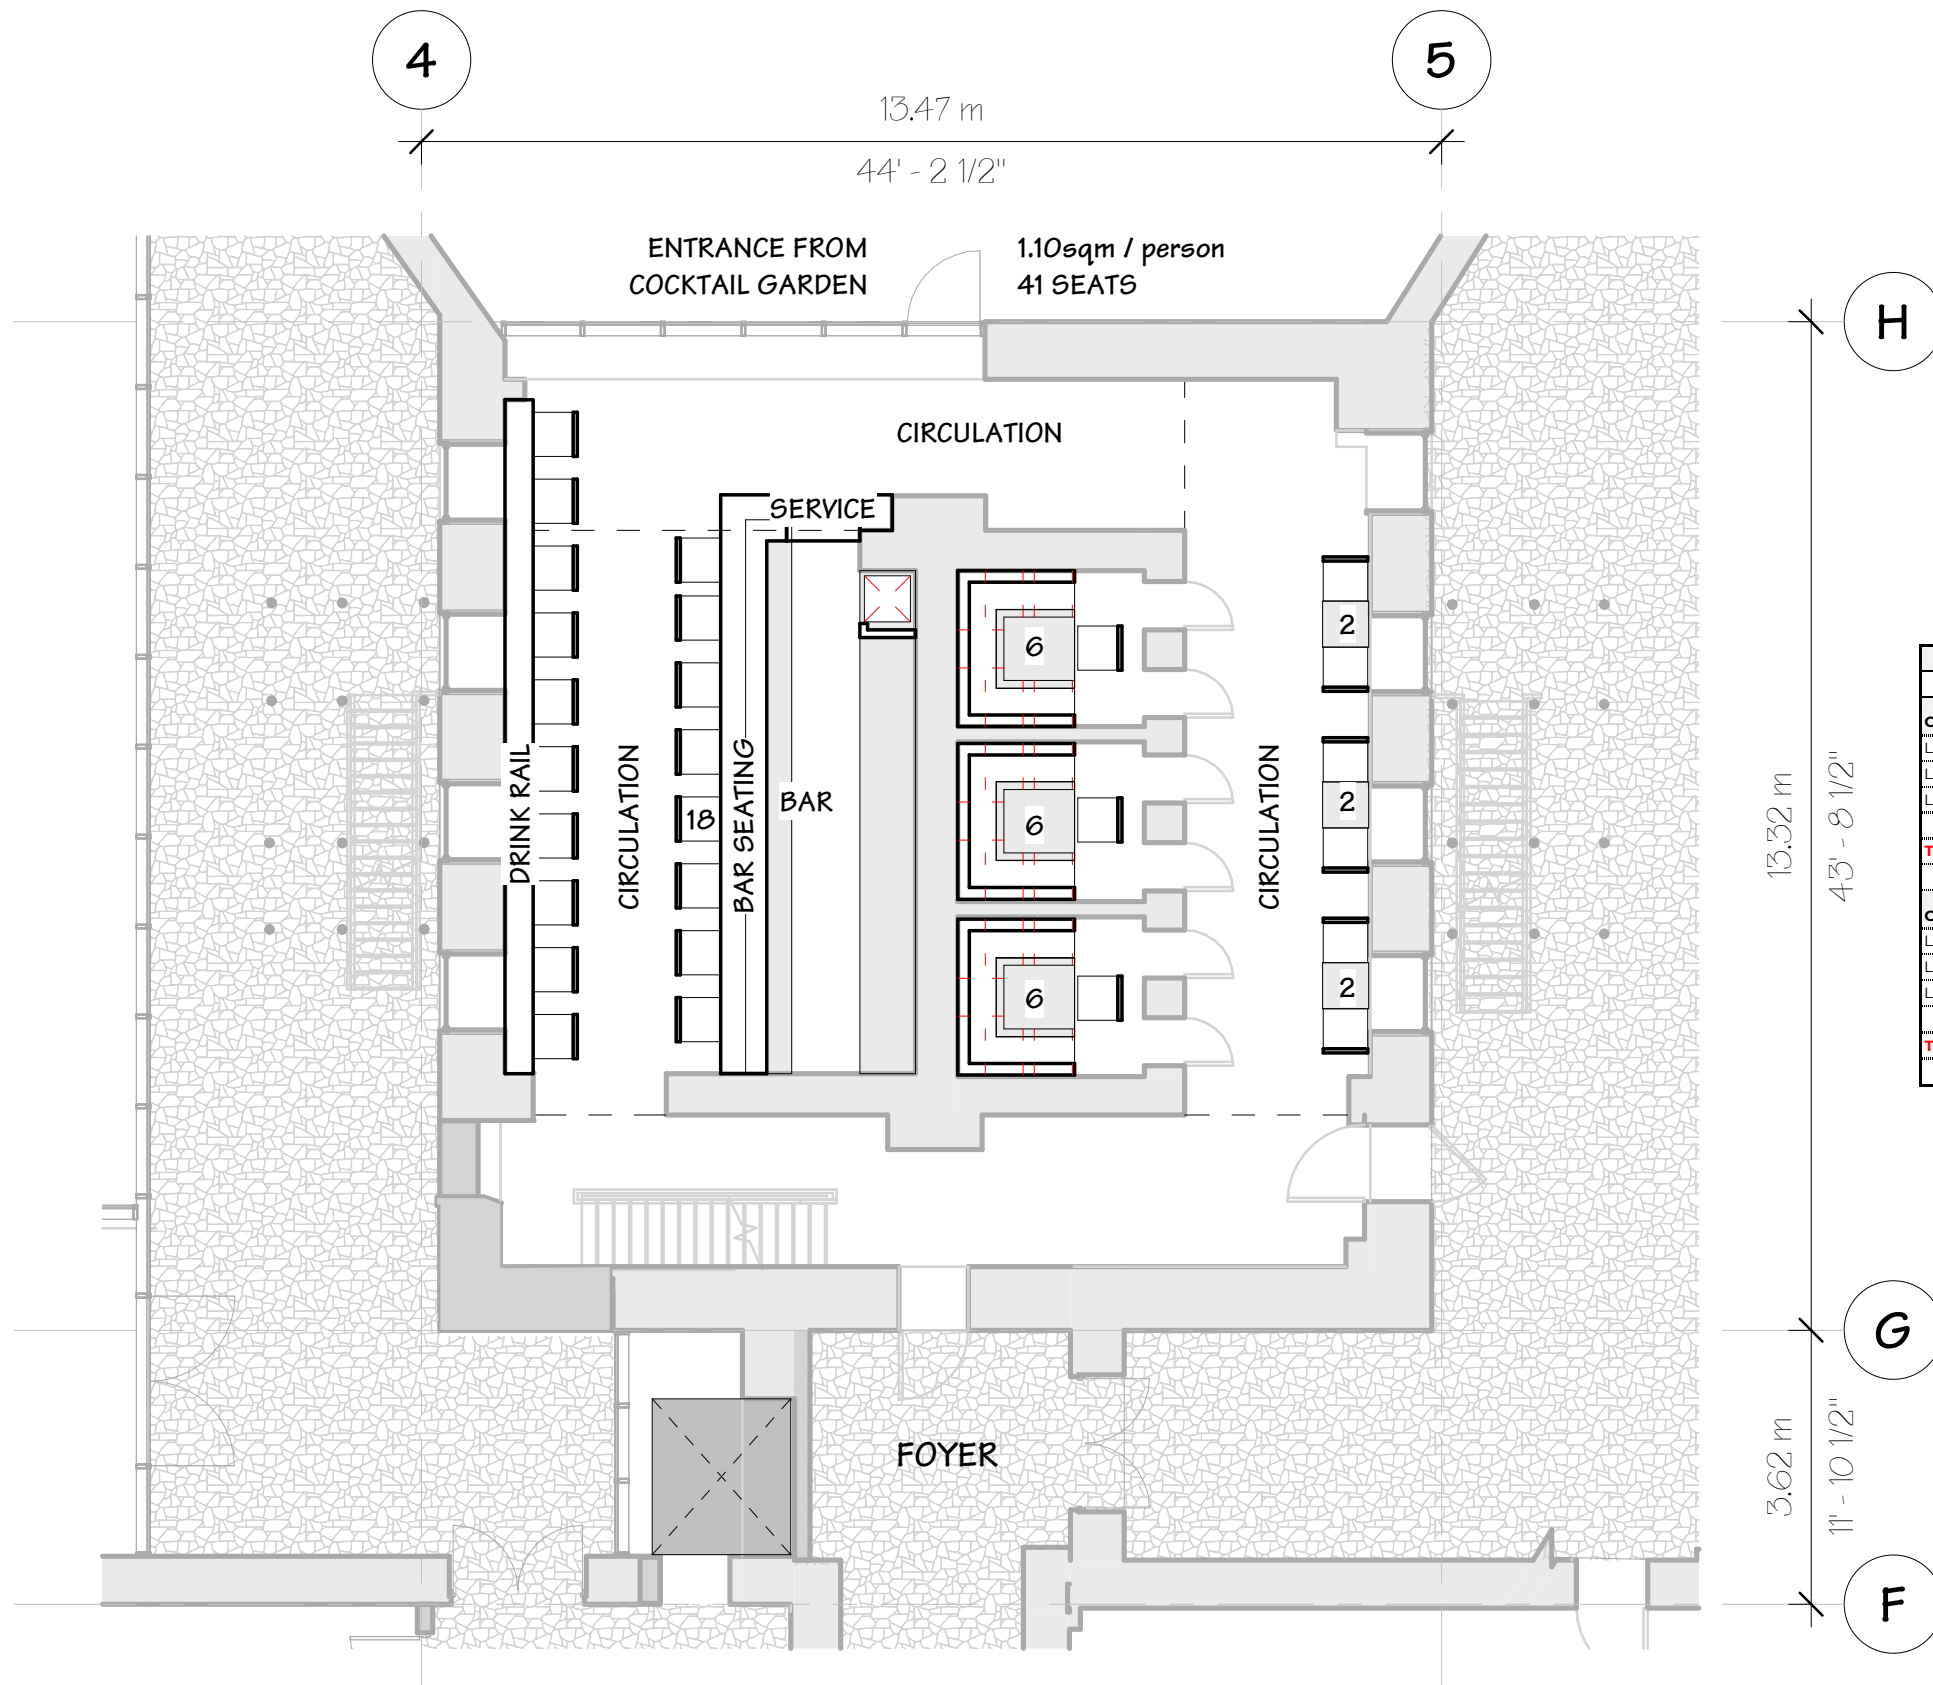 4
5
13.47 m
44' - 2 1/2"
ENTRANCE FROM
COCKTAIL GARDEN
1.10sqm / person
41 SEATS
H
CIRCULATION
SERVICE
2
6
DRINK RAIL
CIRCULATION
18
BAR SEATING
BAR
6
2
CIRCULATION
13.32 m
43' - 8 1/2"
6
2
G
FOYER
3.62 m
11' - 10 1/2"
F